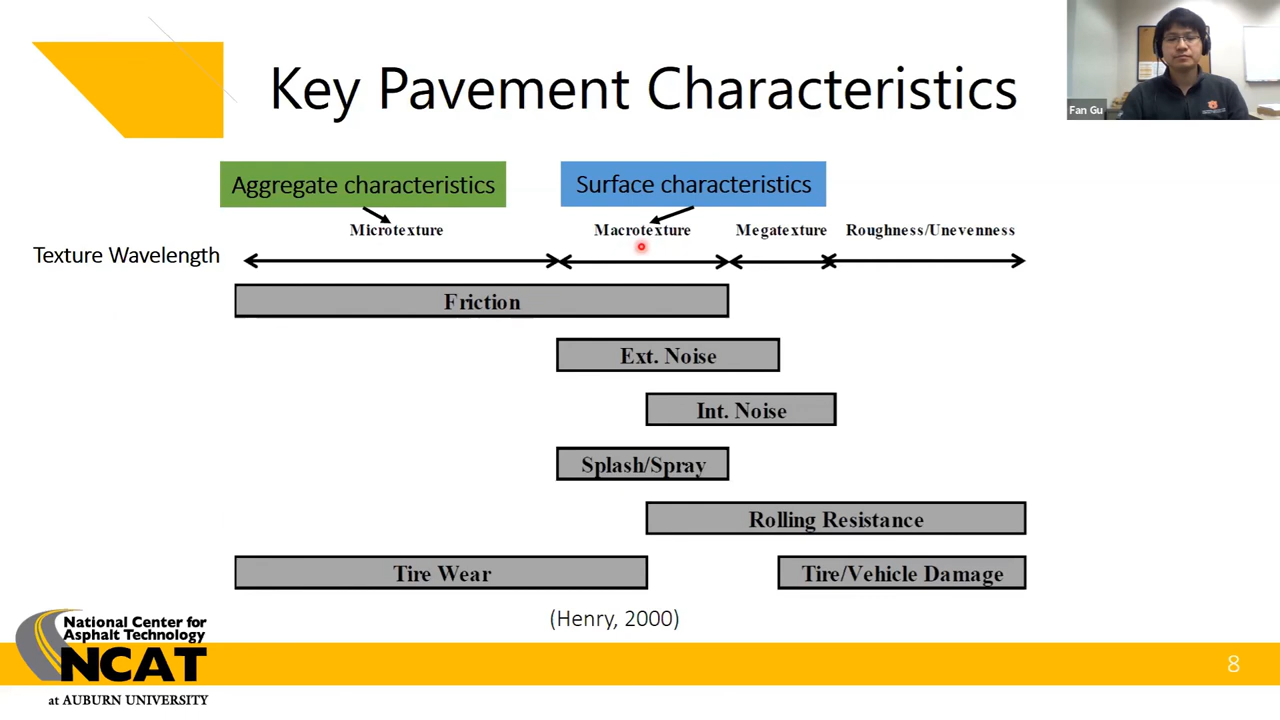 Key Pavement Characteristics
Fan Gu
Aggregate characteristics
Surface characteristics
Microtexture
Macrotexture
Megatexture
Roughness/Unevenness
Texture Wavelength
Friction
Ext. Noise
Int. Noise
Splash/Spray
Rolling Resistance
Tire Wear
Tire/Vehicle Damage
(Henry, 2000)
National Center for
Asphalt Technology
NCAT
at AUBURN UNIVERSITY
8